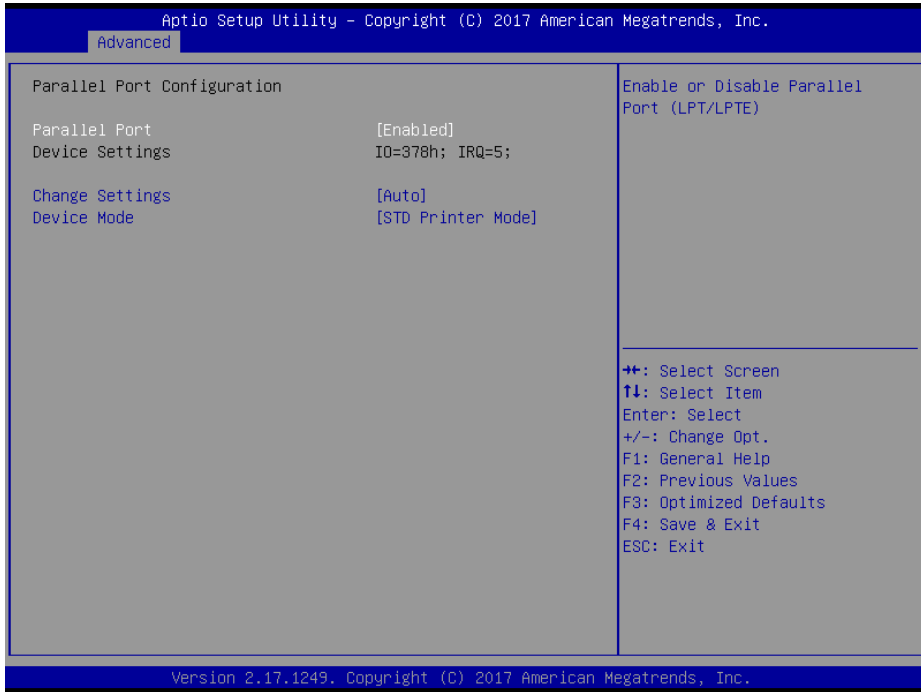 Aptio Setup Utility – Copyright (C) 2017 American Megatrends, Inc.
Advanced
Parallel Port Configuration
Parallel Port [Enabled]
Device Settings IO=378h; IRQ=5;
Change Settings [Auto]
Device Mode [STD Printer Mode]
Enable or Disable Parallel
Port (LPT/LPTE)
→←: Select Screen
↑↓: Select Item
Enter: Select
+/-: Change Opt.
F1: General Help
F2: Previous Values
F3: Optimized Defaults
F4: Save & Exit
ESC: Exit
Version 2.17.1249. Copyright (C) 2017 American Megatrends, Inc.